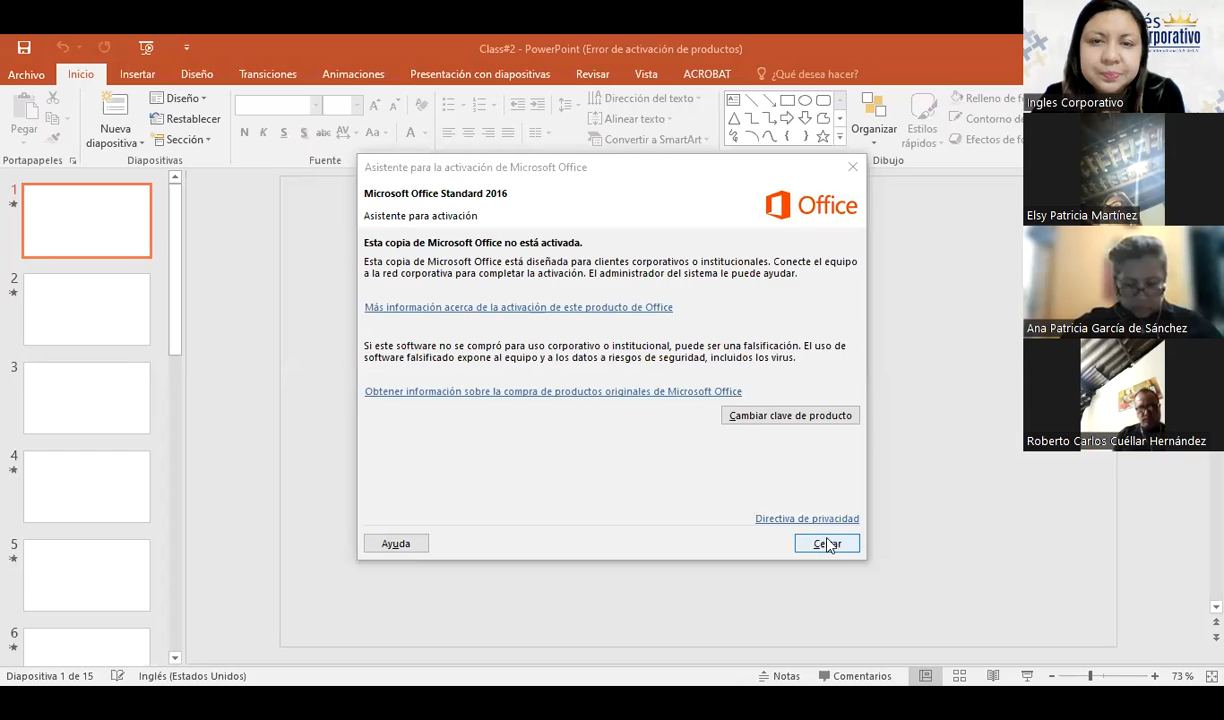 Class#2 - PowerPoint (Error de activación de productos)
Archivo
Inicio
Insertar
Diseño
Transiciones
Animaciones
Presentación con diapositivas
Revisar
Vista
ACROBAT
¿Qué desea hacer?
Pegar
Nueva
diapositiva
Diseño
Restablecer
Sección
N K S S abc AV Aa A
Dirección del texto
Alinear texto
Convertir a SmartArt
Organizar
Estilos
rápidos
Relleno de
Contorno
Efectos de
Portapapeles
Diapositivas
Fuente
Dibujo
1
2
3
4
5
6
Asistente para la activación de Microsoft Office
Microsoft Office Standard 2016
Office
Asistente para activación
Esta copia de Microsoft Office no está activada.
Esta copia de Microsoft Office está diseñada para clientes corporativos o institucionales. Conecte el equipo
a la red corporativa para completar la activación. El administrador del sistema le puede ayudar.
Más información acerca de la activación de este producto de Office
Si este software no se compró para uso corporativo o institucional, puede ser una falsificación. El uso de
software falsificado expone al equipo y a los datos a riesgos de seguridad, incluidos los virus.
Obtener información sobre la compra de productos originales de Microsoft Office
Cambiar clave de producto
Directiva de privacidad
Ayuda
Cerrar
Ingles Corporativo
Elsy Patricia Martínez
Ana Patricia García de Sánchez
Roberto Carlos Cuéllar Hernández
Diapositiva 1 de 15
Inglés (Estados Unidos)
Notas
Comentarios
73 %